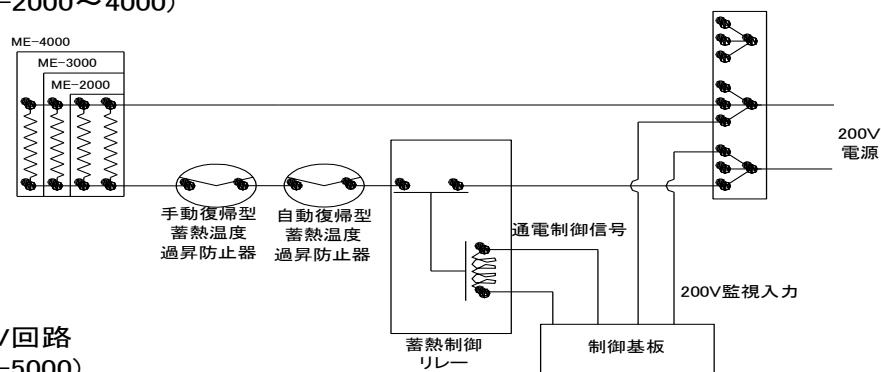 -2000～4000)
ME-4000
ME-3000
ME-2000
200V
電源
手動復帰型
蓄熱温度
過昇防止器
自動復帰型
蓄熱温度
過昇防止器
通電制御信号
200V監視入力
蓄熱制御
リレー
制御基板
V回路
-5000)